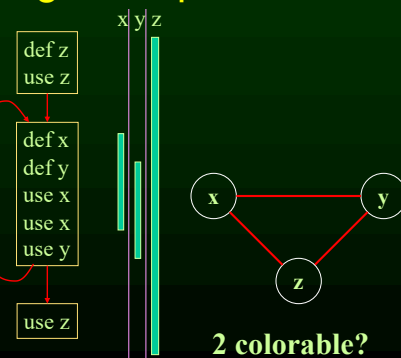 x y z
def z
use z
def x
def y
use x
use x
use y
use z
x
y
z
2 colorable?